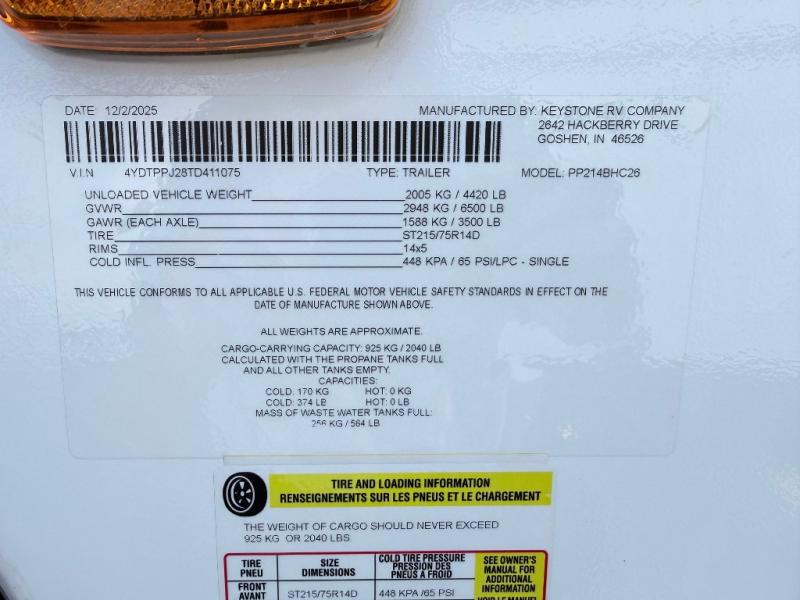 DATE: 12/2/2025 MANUFACTURED BY: KEYSTONE RV COMPANY
2642 HACKBERRY DRIVE
GOSHEN, IN 46526
V.I.N 4YDTPPJ28TD411075 TYPE: TRAILER MODEL: PP214BHC26
UNLOADED VEHICLE WEIGHT 2005 KG / 4420 LB
GVWR 2948 KG / 6500 LB
GAWR (EACH AXLE) 1588 KG / 3500 LB
TIRE ST215/75R14D
RIMS 14x5
COLD INFL. PRESS 448 KPA / 65 PSI/LPC - SINGLE
THIS VEHICLE CONFORMS TO ALL APPLICABLE U.S. FEDERAL MOTOR VEHICLE SAFETY STANDARDS IN EFFECT ON THE
DATE OF MANUFACTURE SHOWN ABOVE.
ALL WEIGHTS ARE APPROXIMATE.
CARGO-CARRYING CAPACITY: 925 KG / 2040 LB
CALCULATED WITH THE PROPANE TANKS FULL
AND ALL OTHER TANKS EMPTY.
CAPACITIES:
COLD: 170 KG HOT: 0 KG
COLD: 374 LB HOT: 0 LB
MASS OF WASTE WATER TANKS FULL:
256 KG / 564 LB
TIRE AND LOADING INFORMATION
RENSEIGNEMENTS SUR LES PNEUS ET LE CHARGEMENT
THE WEIGHT OF CARGO SHOULD NEVER EXCEED
925 KG OR 2040 LBS.
TIRE
PNEU
SIZE
DIMENSIONS
COLD TIRE PRESSURE
PRESSION DES
PNEUS A FROID
SEE OWNER'S
MANUAL FOR
ADDITIONAL
INFORMATION
VOIR LE MANUEL
FRONT
AVANT
ST215/75R14D
448 KPA /65 PSI